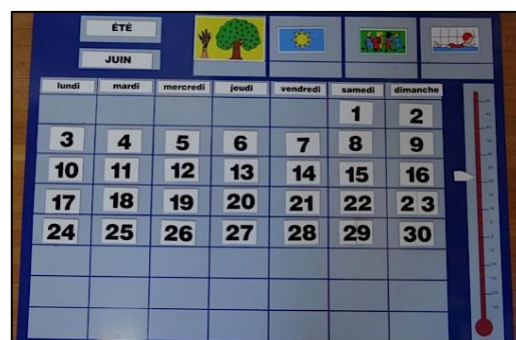 ÉTÉ
JUIN
lundi mardi mercredi jeudi vendredi samedi dimanche
1 2
3 4 5 6 7 8 9
10 11 12 13 14 15 16
17 18 19 20 21 22 23
24 25 26 27 28 29 30